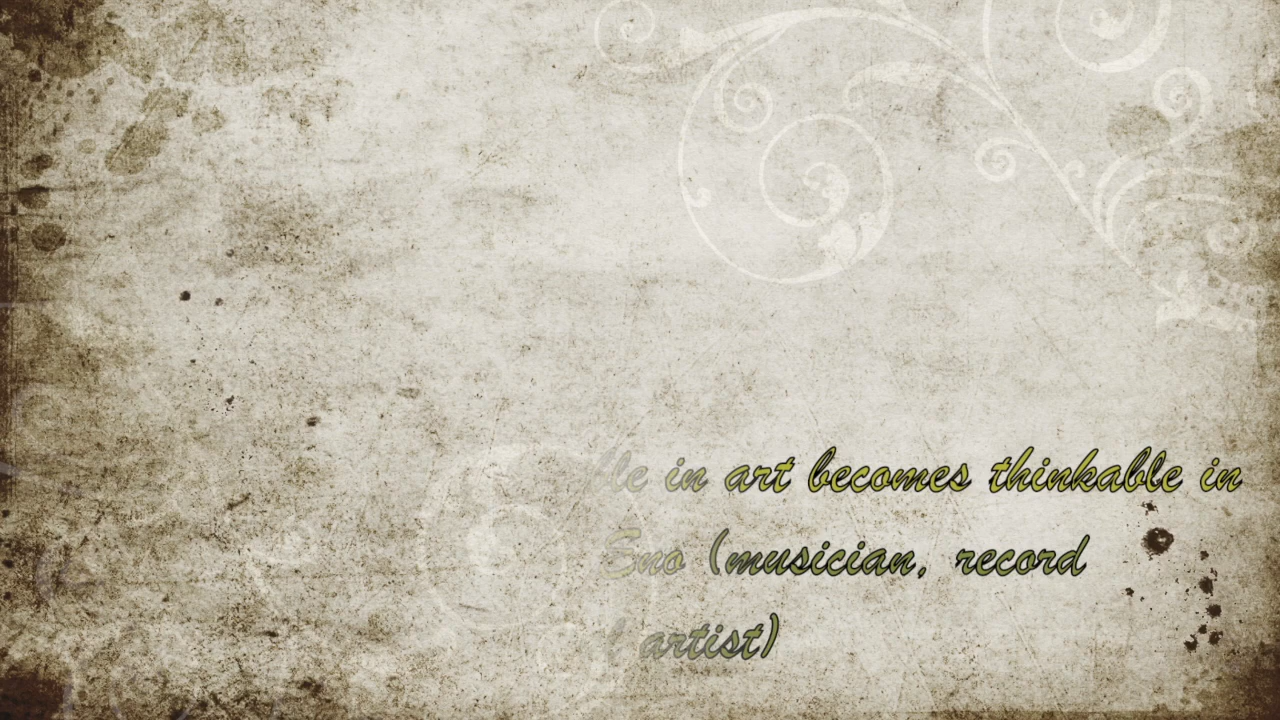 in art becomes thinkable in
(musician, record
artist)